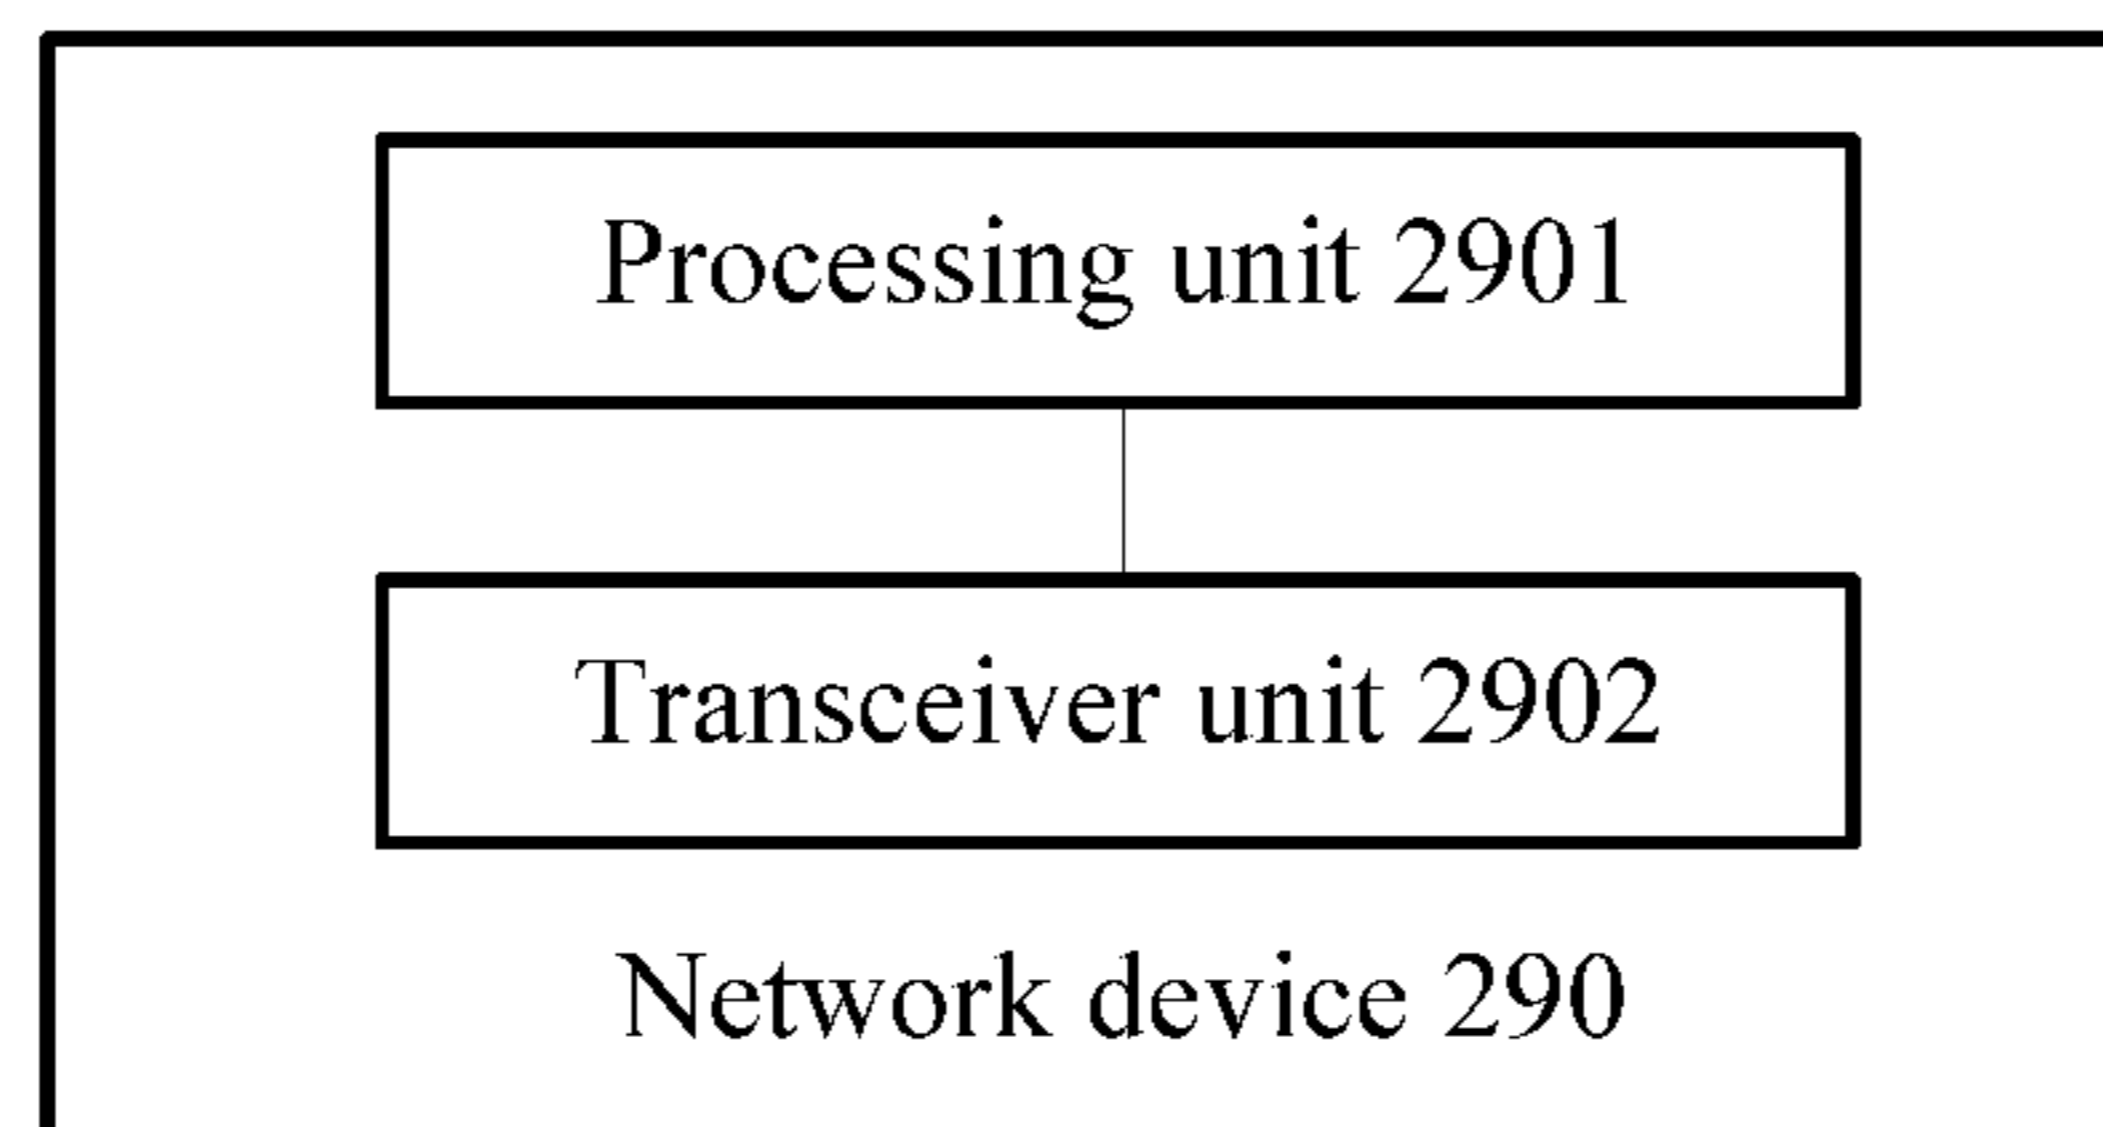 Processing unit 2901
Transceiver unit 2902
Network device 290